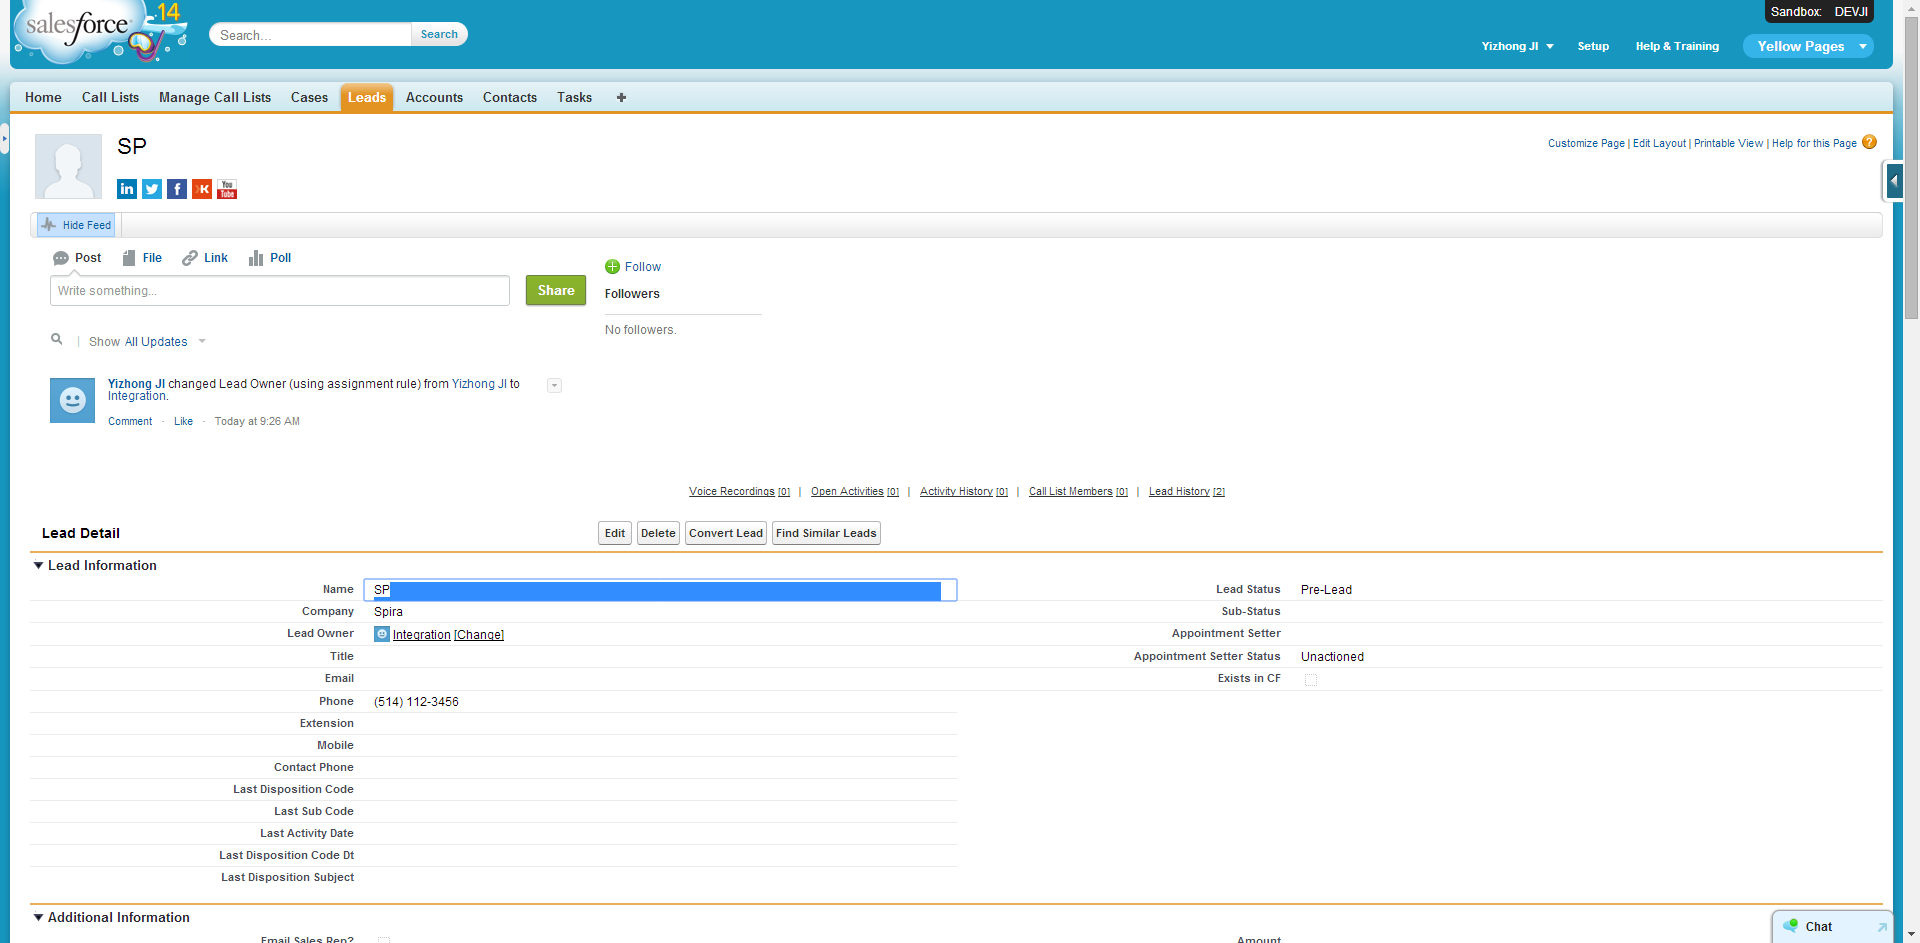 salesforce 14
Search... Search
Sandbox: DEVJI
Yizhong JI Setup Help & Training Yellow Pages
Home Call Lists Manage Call Lists Cases Leads Accounts Contacts Tasks +
SP
Customize Page | Edit Layout | Printable View | Help for this Page ?
in f K You Tube
Hide Feed
Post File Link Poll
Write something... Share
Follow
Followers
No followers.
Show All Updates
Yizhong JI changed Lead Owner (using assignment rule) from Yizhong JI to
Integration.
Comment · Like · Today at 9:26 AM
Voice Recordings [0] | Open Activities [0] | Activity History [0] | Call List Members [0] | Lead History [2]
Lead Detail Edit Delete Convert Lead Find Similar Leads
Lead Information
Name SP Lead Status Pre-Lead
Company Spira Sub-Status
Lead Owner Integration [Change] Appointment Setter
Title Appointment Setter Status Unactioned
Email Exists in CF
Phone (514) 112-3456
Extension
Mobile
Contact Phone
Last Disposition Code
Last Sub Code
Last Activity Date
Last Disposition Code Dt
Last Disposition Subject
Additional Information
Email Sales Rep? Amount
Chat